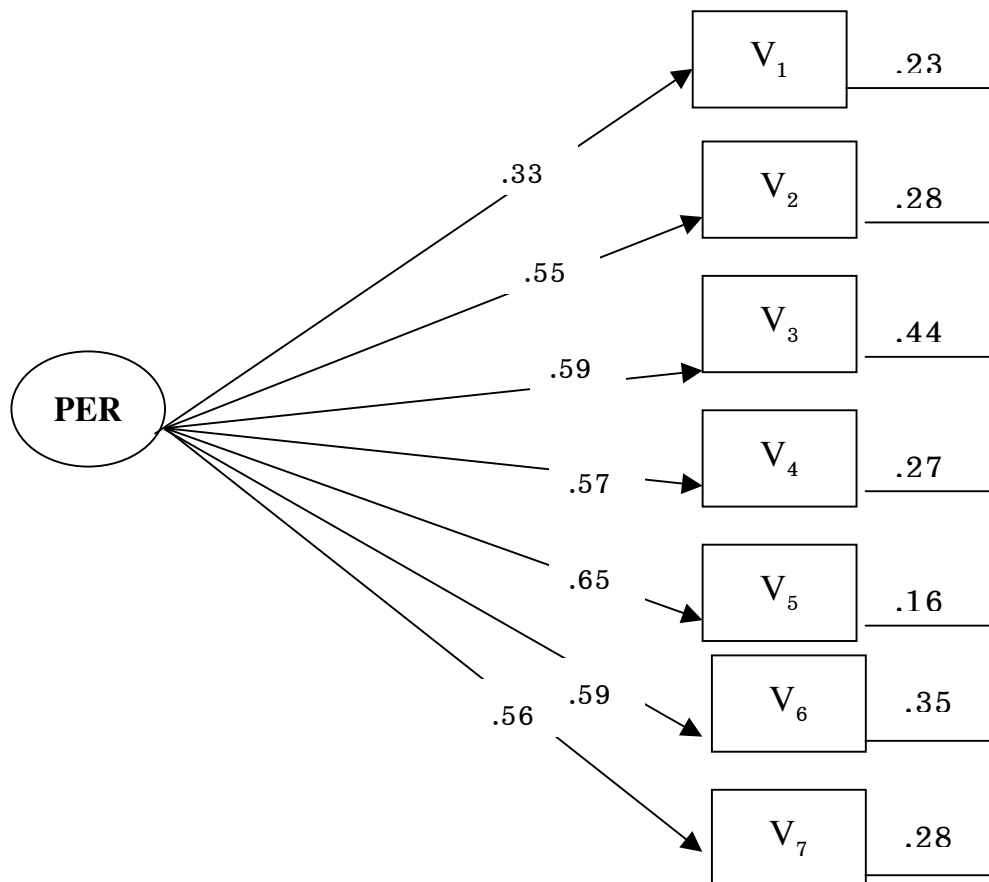 V₁ .23
.33
V₂ .28
.55
V₃ .44
.59
PER
V₄ .27
.57
V₅ .16
.65
V₆ .35
.59
.56
V₇ .28